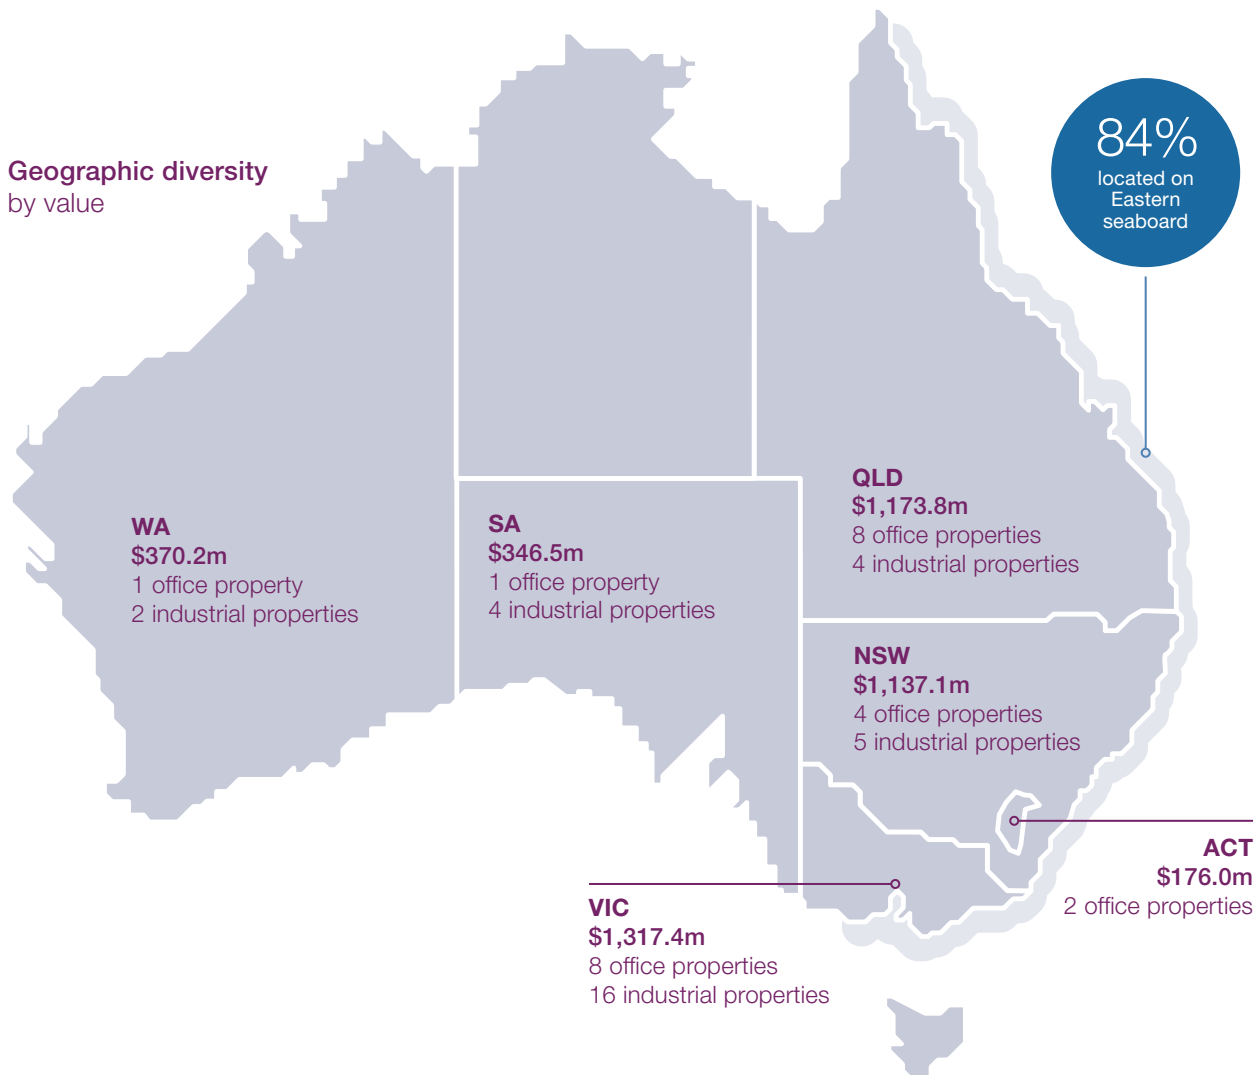 Geographic diversity
by value
84%
located on
Eastern
seaboard
WA
$370.2m
1 office property
2 industrial properties
SA
$346.5m
1 office property
4 industrial properties
QLD
$1,173.8m
8 office properties
4 industrial properties
NSW
$1,137.1m
4 office properties
5 industrial properties
ACT
$176.0m
2 office properties
VIC
$1,317.4m
8 office properties
16 industrial properties